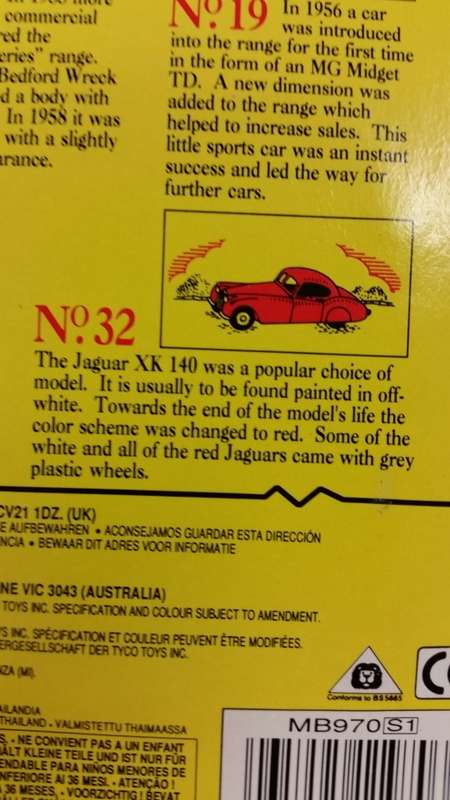 commercial
ed the
eries" range.
Bedford Wreck
d a body with
In 1958 it was
with a slightly
arance.
Nº 19 In 1956 a car
was introduced
into the range for the first time
in the form of an MG Midget
TD. A new dimension was
added to the range which
helped to increase sales. This
little sports car was an instant
success and led the way for
further cars.
Nº 32
The Jaguar XK 140 was a popular choice of
model. It is usually to be found painted in off-
white. Towards the end of the model's life the
color scheme was changed to red. Some of the
white and all of the red Jaguars came with grey
plastic wheels.
CV21 1DZ. (UK)
E AUFBEWAHREN • ACONSEJAMOS GUARDAR ESTA DIRECCIÓN
NCIA • BEWAAR DIT ADRES VOOR INFORMATIE
NE VIC 3043 (AUSTRALIA)
TOYS INC. SPECIFICATION AND COLOUR SUBJECT TO AMENDMENT.
YS INC. SPÉCIFICATION ET COULEUR PEUVENT ÊTRE MODIFIÉES.
ERGESELLSCHAFT DER TYCO TOYS INC.
NZA (MI).
AILANDIA
THAILAND • VALMISTETTU THAIMAASSA
Conforms to BS 5665
CE
MB970 S1
S. • NE CONVIENT PAS A UN ENFANT
ÄLT KLEINE TEILE UND IST NUR FÜR
ENDABLE PARA NIÑOS MENORES DE
NFERIORE AI 36 MESI. • ATENÇÃO !
A 36 MESES. • VOORZICHTIG ! BEVAT